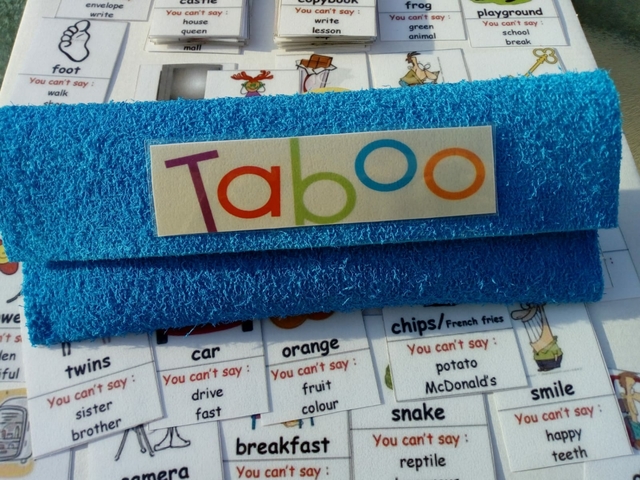 envelope
write
castle
You can't say :
house
queen
mall
copybook
You can't say :
write
lesson
frog
You can't say :
green
animal
playground
You can't say :
school
break
foot
You can't say :
walk
Taboo
twins
You can't say :
sister
brother
car
You can't say :
drive
fast
orange
You can't say :
fruit
colour
chips/French fries
You can't say :
potato
McDonald's
smile
You can't say :
happy
teeth
camera
breakfast
You can't say :
snake
You can't say :
reptile